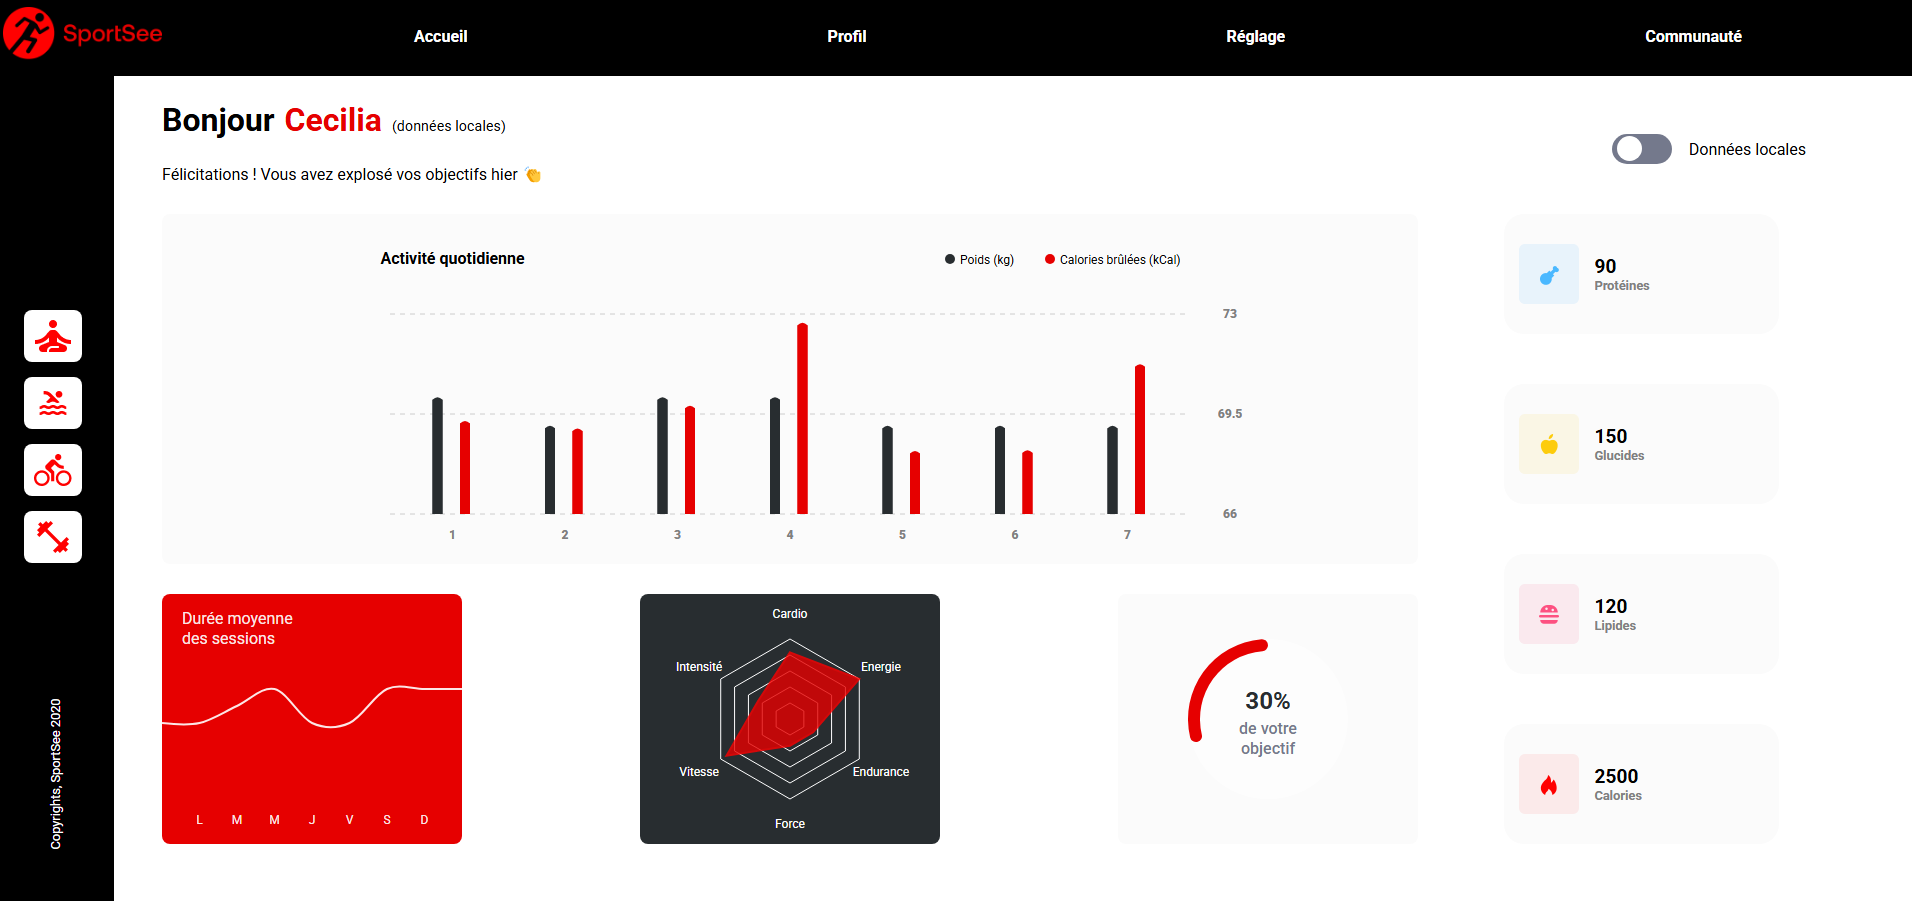 SportSee
Accueil
Profil
Réglage
Communauté
Bonjour Cecilia (données locales)
Données locales
Félicitations ! Vous avez explosé vos objectifs hier 👏
Activité quotidienne
Poids (kg)
Calories brûlées (kCal)
73
69.5
66
1 2 3 4 5 6 7
90
Protéines
150
Glucides
120
Lipides
2500
Calories
Durée moyenne
des sessions
L M M J V S D
Cardio
Intensité
Energie
Vitesse
Endurance
Force
30%
de votre
objectif
Copyrights, SportSee 2020